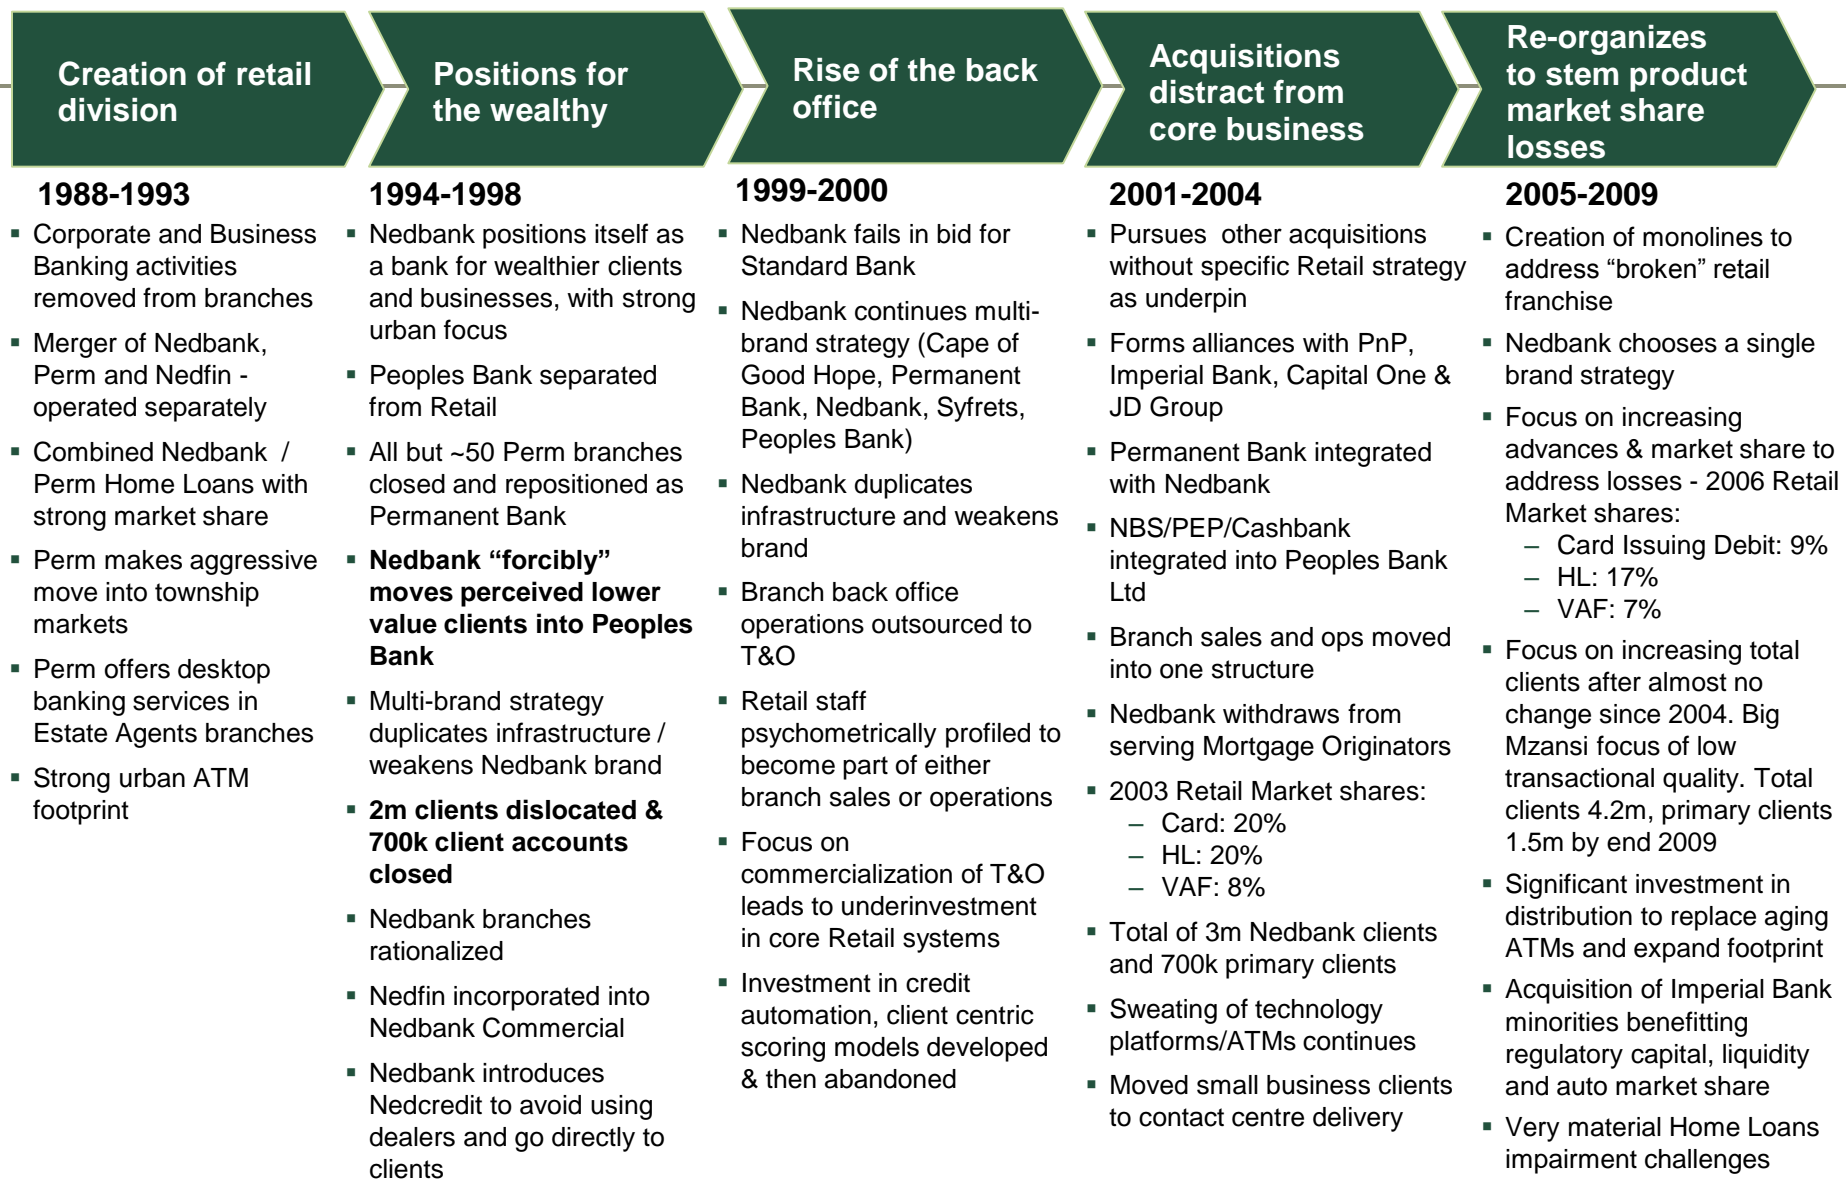 Creation of retail
division
1988-1993
▪ Corporate and Business
Banking activities
removed from branches
▪ Merger of Nedbank,
Perm and Nedfin -
operated separately
▪ Combined Nedbank /
Perm Home Loans with
strong market share
▪ Perm makes aggressive
move into township
markets
▪ Perm offers desktop
banking services in
Estate Agents branches
▪ Strong urban ATM
footprint
Positions for
the wealthy
1994-1998
▪ Nedbank positions itself as
a bank for wealthier clients
and businesses, with strong
urban focus
▪ Peoples Bank separated
from Retail
▪ All but ~50 Perm branches
closed and repositioned as
Permanent Bank
▪ Nedbank “forcibly”
moves perceived lower
value clients into Peoples
Bank
▪ Multi-brand strategy
duplicates infrastructure /
weakens Nedbank brand
▪ 2m clients dislocated &
700k client accounts
closed
▪ Nedbank branches
rationalized
▪ Nedfin incorporated into
Nedbank Commercial
▪ Nedbank introduces
Nedcredit to avoid using
dealers and go directly to
clients
Rise of the back
office
1999-2000
▪ Nedbank fails in bid for
Standard Bank
▪ Nedbank continues multi-
brand strategy (Cape of
Good Hope, Permanent
Bank, Nedbank, Syfrets,
Peoples Bank)
▪ Nedbank duplicates
infrastructure and weakens
brand
▪ Branch back office
operations outsourced to
T&O
▪ Retail staff
psychometrically profiled to
become part of either
branch sales or operations
▪ Focus on
commercialization of T&O
leads to underinvestment
in core Retail systems
▪ Investment in credit
automation, client centric
scoring models developed
& then abandoned
Acquisitions
distract from
core business
2001-2004
▪ Pursues other acquisitions
without specific Retail strategy
as underpin
▪ Forms alliances with PnP,
Imperial Bank, Capital One &
JD Group
▪ Permanent Bank integrated
with Nedbank
▪ NBS/PEP/Cashbank
integrated into Peoples Bank
Ltd
▪ Branch sales and ops moved
into one structure
▪ Nedbank withdraws from
serving Mortgage Originators
▪ 2003 Retail Market shares:
– Card: 20%
– HL: 20%
– VAF: 8%
▪ Total of 3m Nedbank clients
and 700k primary clients
▪ Sweating of technology
platforms/ATMs continues
▪ Moved small business clients
to contact centre delivery
Re-organizes
to stem product
market share
losses
2005-2009
▪ Creation of monolines to
address “broken” retail
franchise
▪ Nedbank chooses a single
brand strategy
▪ Focus on increasing
advances & market share to
address losses - 2006 Retail
Market shares:
– Card Issuing Debit: 9%
– HL: 17%
– VAF: 7%
▪ Focus on increasing total
clients after almost no
change since 2004. Big
Mzansi focus of low
transactional quality. Total
clients 4.2m, primary clients
1.5m by end 2009
▪ Significant investment in
distribution to replace aging
ATMs and expand footprint
▪ Acquisition of Imperial Bank
minorities benefitting
regulatory capital, liquidity
and auto market share
▪ Very material Home Loans
impairment challenges